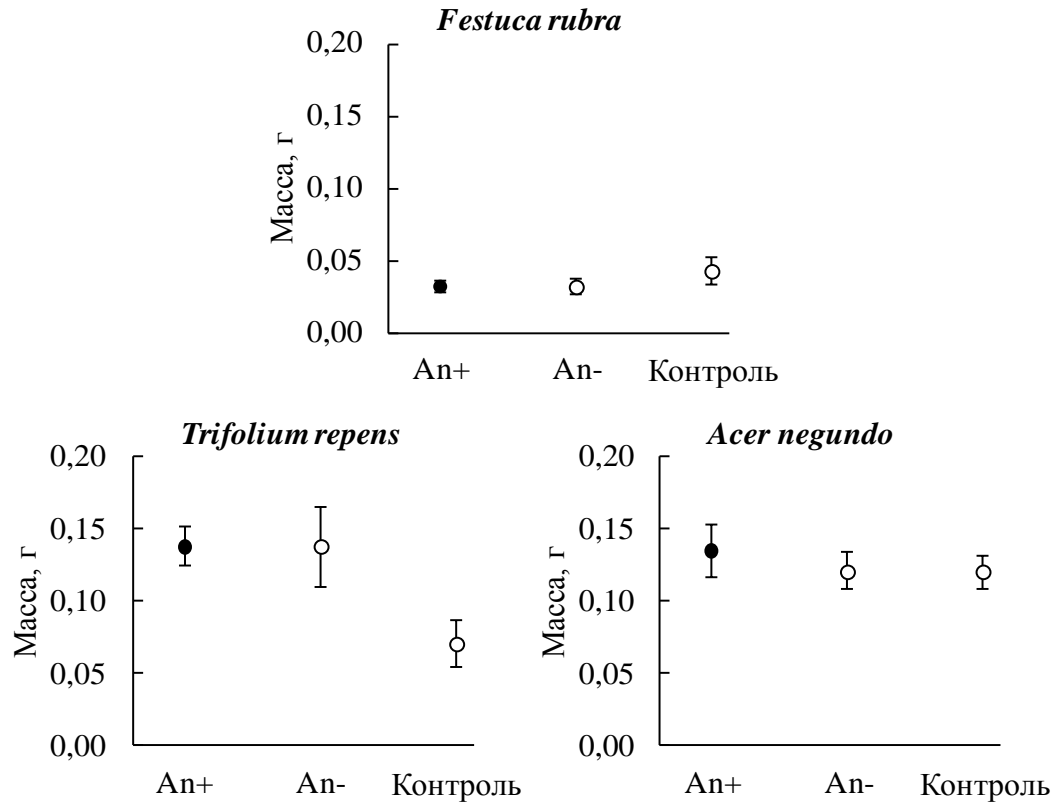 Festuca rubra
0,20
0,15
0,10
0,05
0,00
Масса, г
An+ An- Контроль
Trifolium repens
0,20
0,15
0,10
0,05
0,00
Масса, г
An+ An- Контроль
Acer negundo
0,20
0,15
0,10
0,05
0,00
Масса, г
An+ An- Контроль